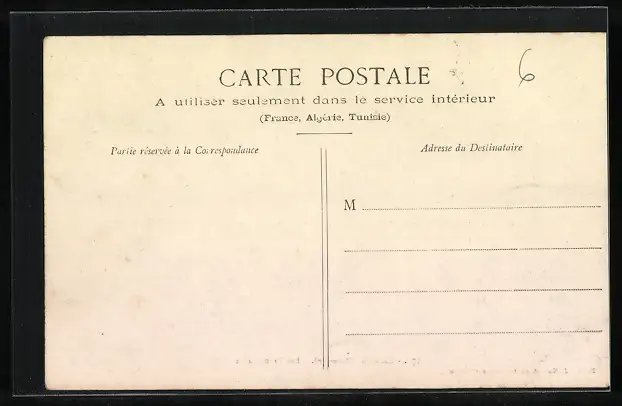 CARTE POSTALE
6
A utiliser seulement dans le service intérieur
(France, Algérie, Tunisie)
Partie réservée à la Correspondance
Adresse du Destinataire
M